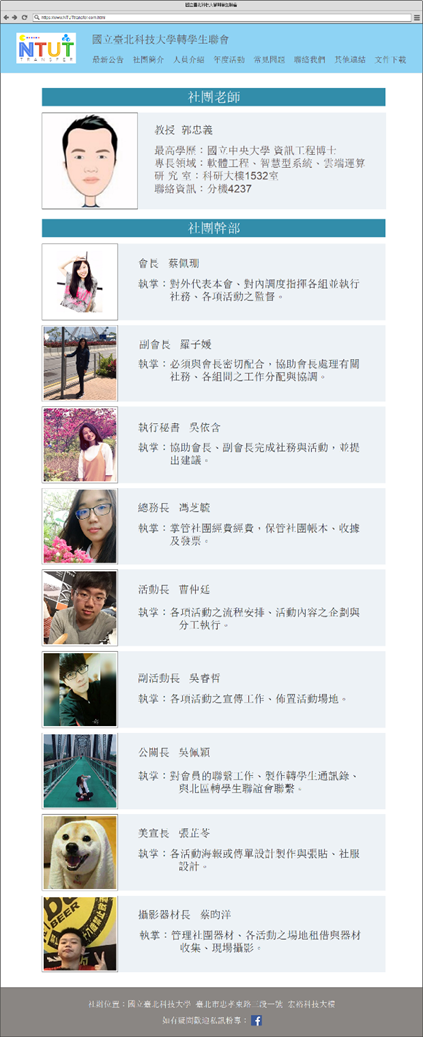 國立臺北科技大學轉學生聯會
NTUT
TRANSFER
國立臺北科技大學轉學生聯會
最新公告 社團簡介 人員介紹 年度活動 常見問題 聯絡我們 其他連結 文件下載
社團老師
教授 郭忠義
最高學歷：國立中央大學 資訊工程博士
專長領域：軟體工程、智慧型系統、雲端運算
研 究 室：科研大樓1532室
聯絡資訊：分機4237
社團幹部
會長 蔡佩珊
執掌：對外代表本會、對內調度指揮各組並執行
社務、各項活動之監督。
副會長 羅子媛
執掌：必須與會長密切配合，協助會長處理有關
社務、各組間之工作分配與協調。
執行秘書 吳依含
執掌：協助會長、副會長完成社務與活動，並提
出建議。
總務長 馮芝毓
執掌：掌管社團經費經費，保管社團帳本、收據
及發票。
活動長 曹仲廷
執掌：各項活動之流程安排、活動內容之企劃與
分工執行。
副活動長 吳睿哲
執掌：各項活動之宣傳工作、佈置活動場地。
公關長 吳佩穎
執掌：對會員的聯繫工作、製作轉學生通訊錄、
與北區轉學生聯誼會聯繫。
美宣長 張芷苓
執掌：各活動海報或傳單設計製作與張貼、社服
設計。
BEER
攝影器材長 蔡昀洋
執掌：管理社團器材、各活動之場地租借與器材
收集、現場攝影。
社團位置：國立臺北科技大學 臺北市忠孝東路三段一號 宏裕科技大樓
如有疑問歡迎私訊粉專：